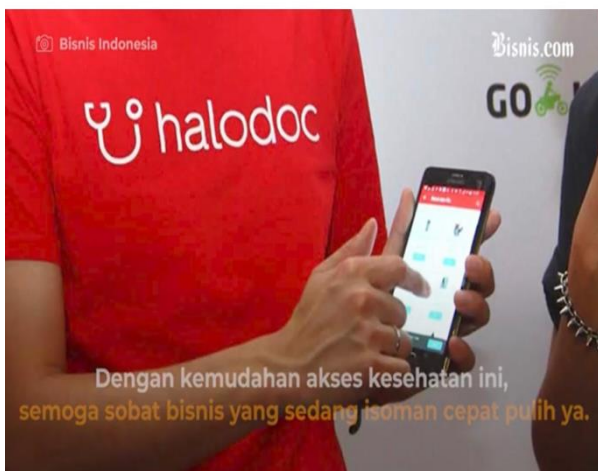 Bisnis Indonesia
Bisnis.com
GO
halodoc
Dengan kemudahan akses kesehatan ini,
semoga sobat bisnis yang sedang isoman cepat pulih ya.